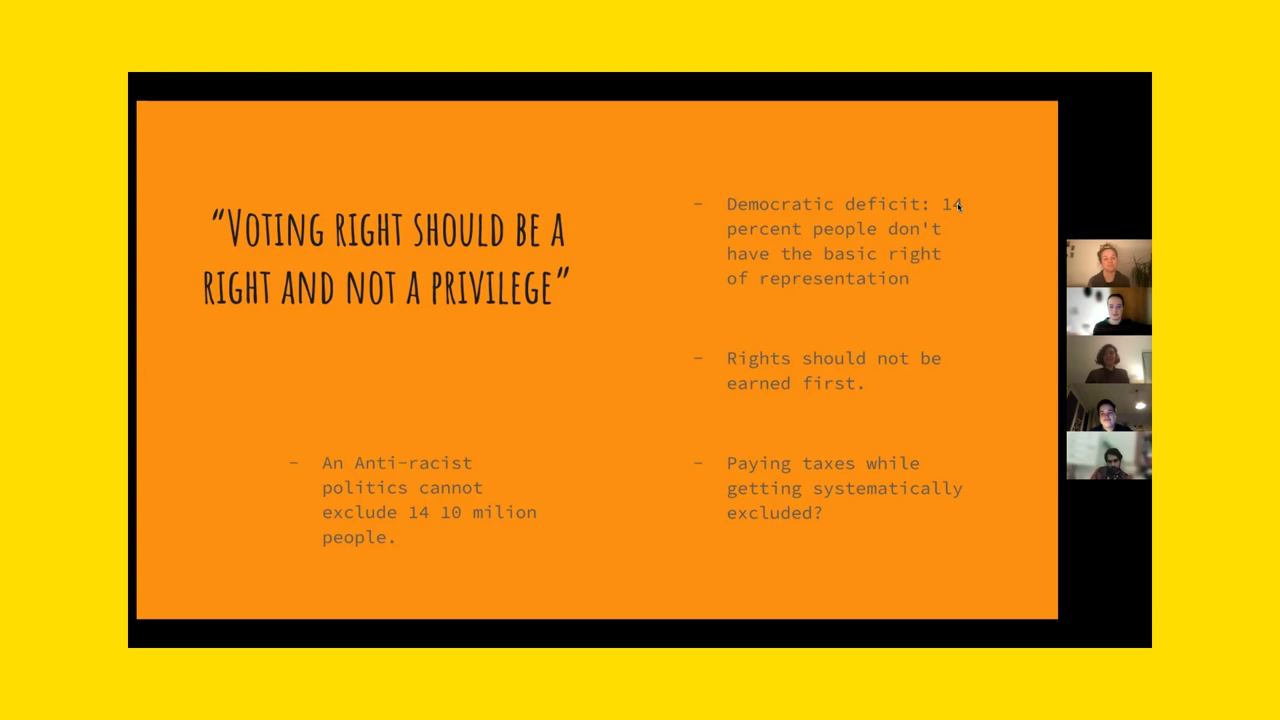 “Voting right should be a
right and not a privilege”
- An Anti-racist
politics cannot
exclude 14 10 milion
people.
- Democratic deficit: 14
percent people don't
have the basic right
of representation
- Rights should not be
earned first.
- Paying taxes while
getting systematically
excluded?